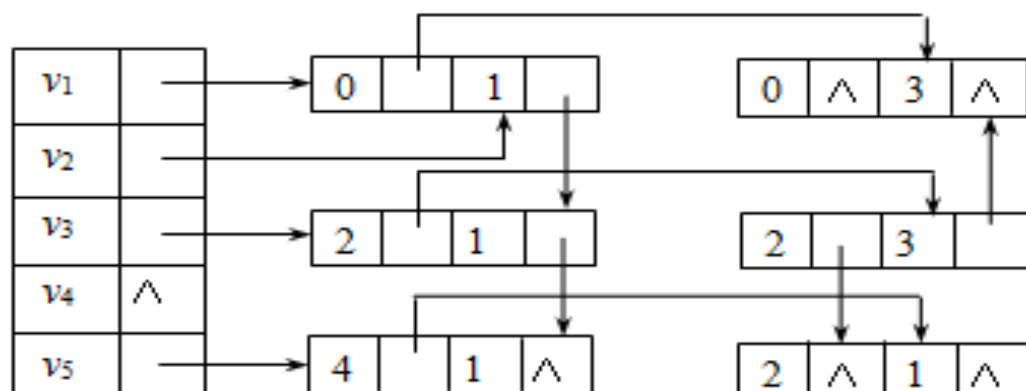 v1 0 1 0 ∧ 3 ∧
v2
v3 2 1 2 3
v4 ∧
v5 4 1 ∧ 2 ∧ 1 ∧